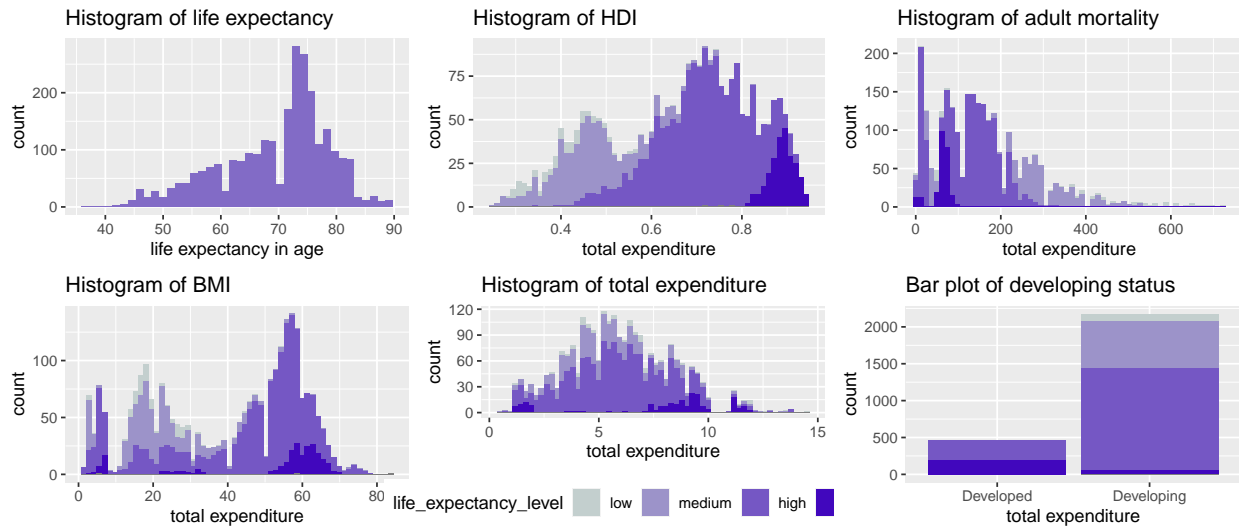 Histogram of life expectancy
count
0
100
200
40
50
60
70
80
90
life expectancy in age
Histogram of HDI
count
0
25
50
75
0.4
0.6
0.8
total expenditure
Histogram of adult mortality
count
0
50
100
150
200
0
200
400
600
total expenditure
Histogram of BMI
count
0
50
100
0
20
40
60
80
total expenditure
Histogram of total expenditure
count
0
30
60
90
120
0
5
10
15
total expenditure
Bar plot of developing status
count
0
500
1000
1500
2000
Developed
Developing
total expenditure
life_expectancy_level low medium high